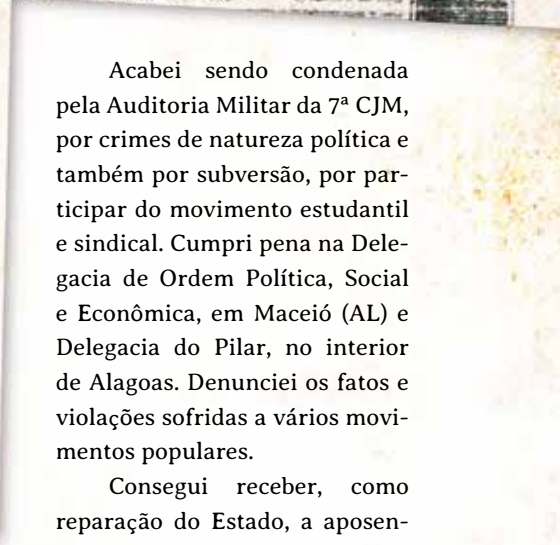 Acabei sendo condenada
pela Auditoria Militar da 7ª CJM,
por crimes de natureza política e
também por subversão, por par-
ticipar do movimento estudantil
e sindical. Cumpri pena na Dele-
gacia de Ordem Política, Social
e Econômica, em Maceió (AL) e
Delegacia do Pilar, no interior
de Alagoas. Denunciei os fatos e
violações sofridas a vários movi-
mentos populares.
Consegui receber, como
reparação do Estado, a aposen-